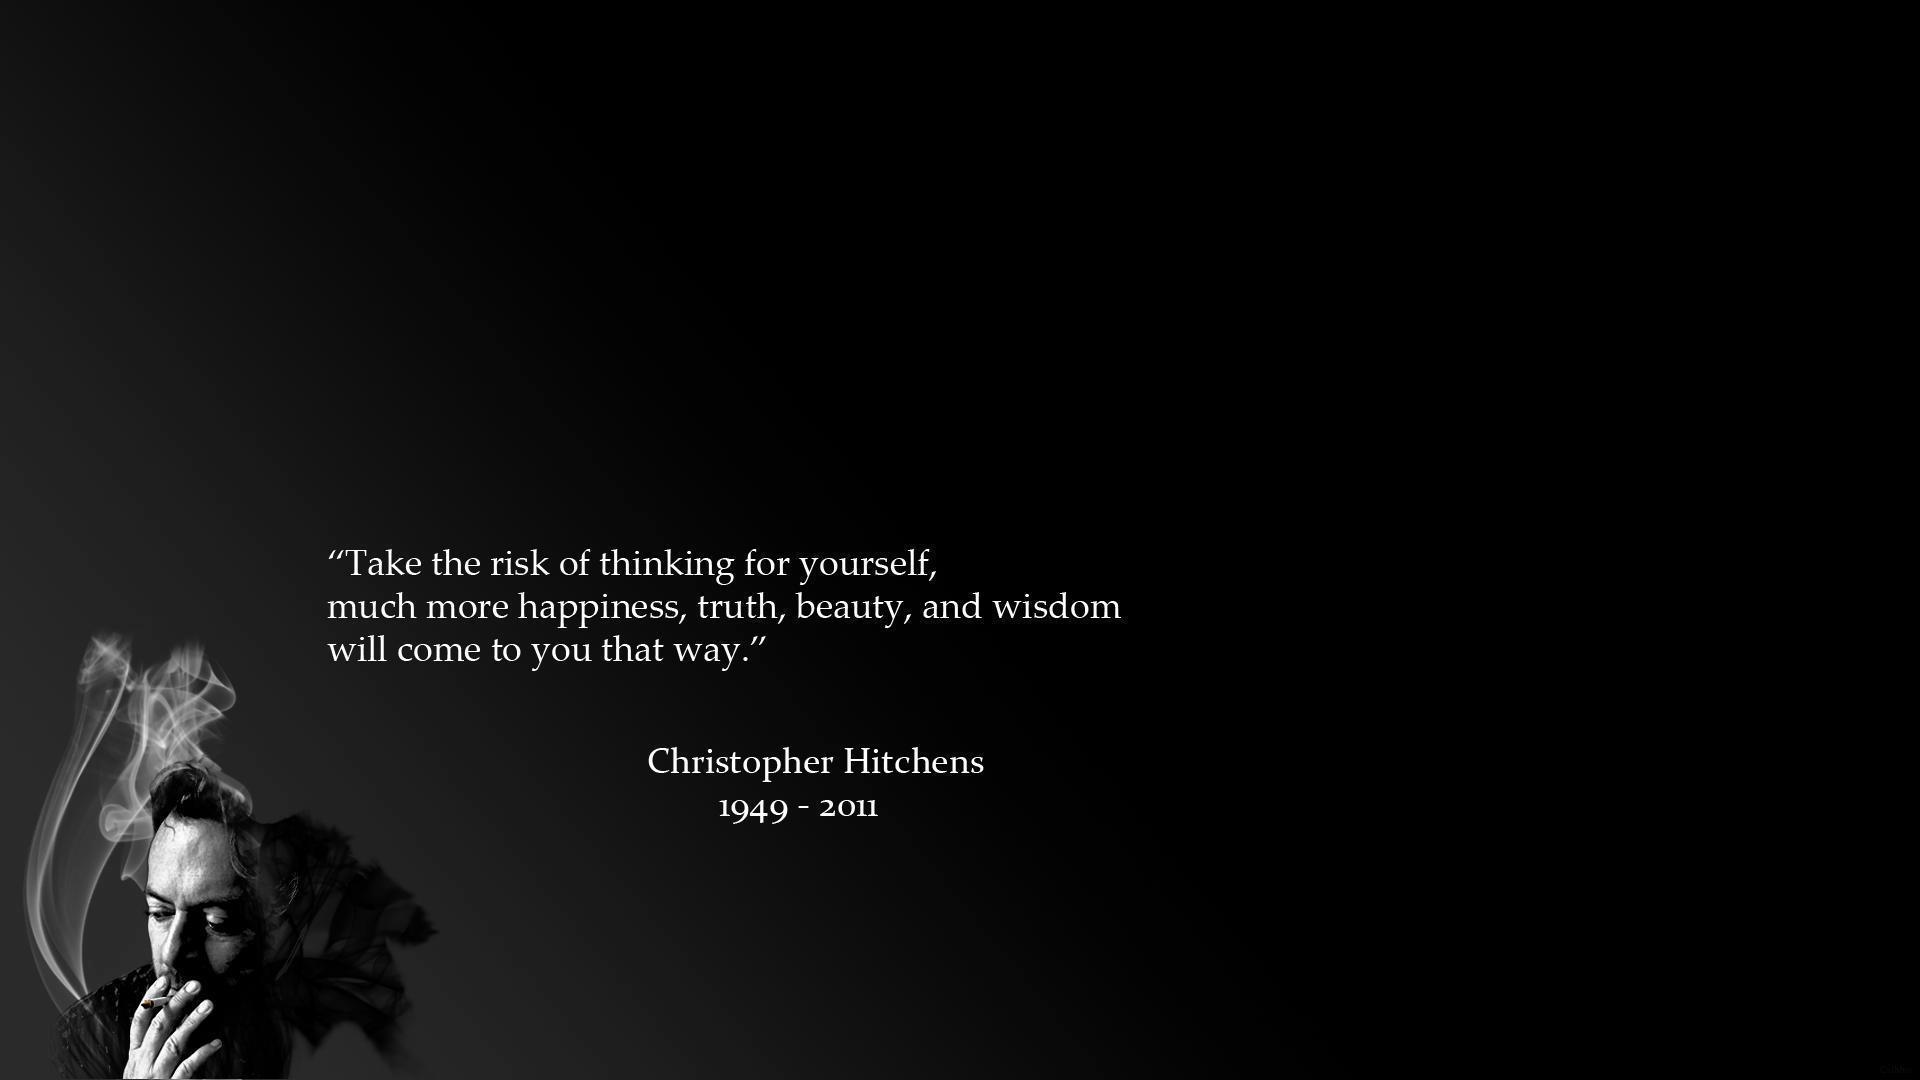 “Take the risk of thinking for yourself,
much more happiness, truth, beauty, and wisdom
will come to you that way.”
Christopher Hitchens
1949 - 2011